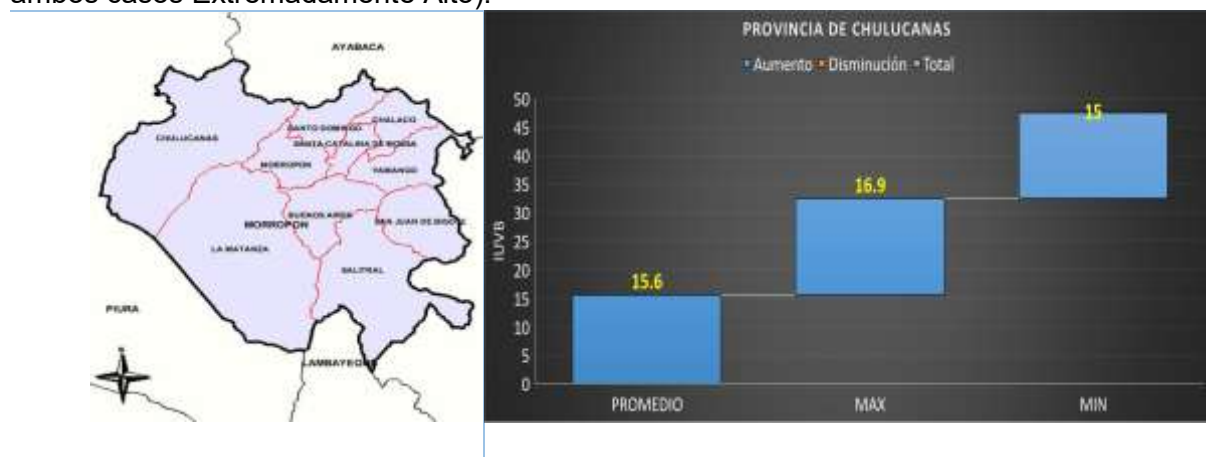 ambos casos Extremadamente Alto).
AYABACA
CHULUCANAS
SANTO DOMINGO
CHALACO
SANTA CATALINA DE MOSSA
MORROPON
YAMANGO
BUENOS AIRES
SAN JUAN DE BIGOTE
MORROPON
LA MATANZA
SALITRAL
PIURA
LAMBAYEQUE
N
PROVINCIA DE CHULUCANAS
Aumento Disminución Total
IUVB
50
45
40
35
30
25
20
15
10
5
0
15.6
16.9
15
PROMEDIO MAX MIN